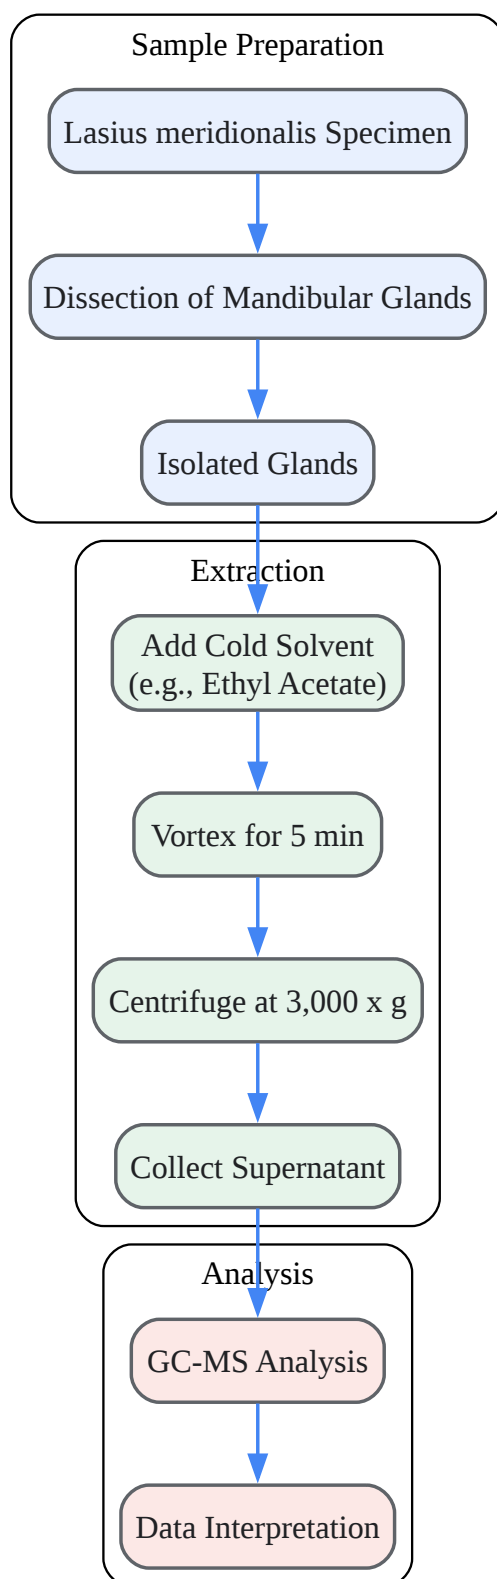 Sample Preparation
Lasius meridionalis Specimen
Dissection of Mandibular Glands
Isolated Glands
Extraction
Add Cold Solvent
(e.g., Ethyl Acetate)
Vortex for 5 min
Centrifuge at 3,000 x g
Collect Supernatant
Analysis
GC-MS Analysis
Data Interpretation